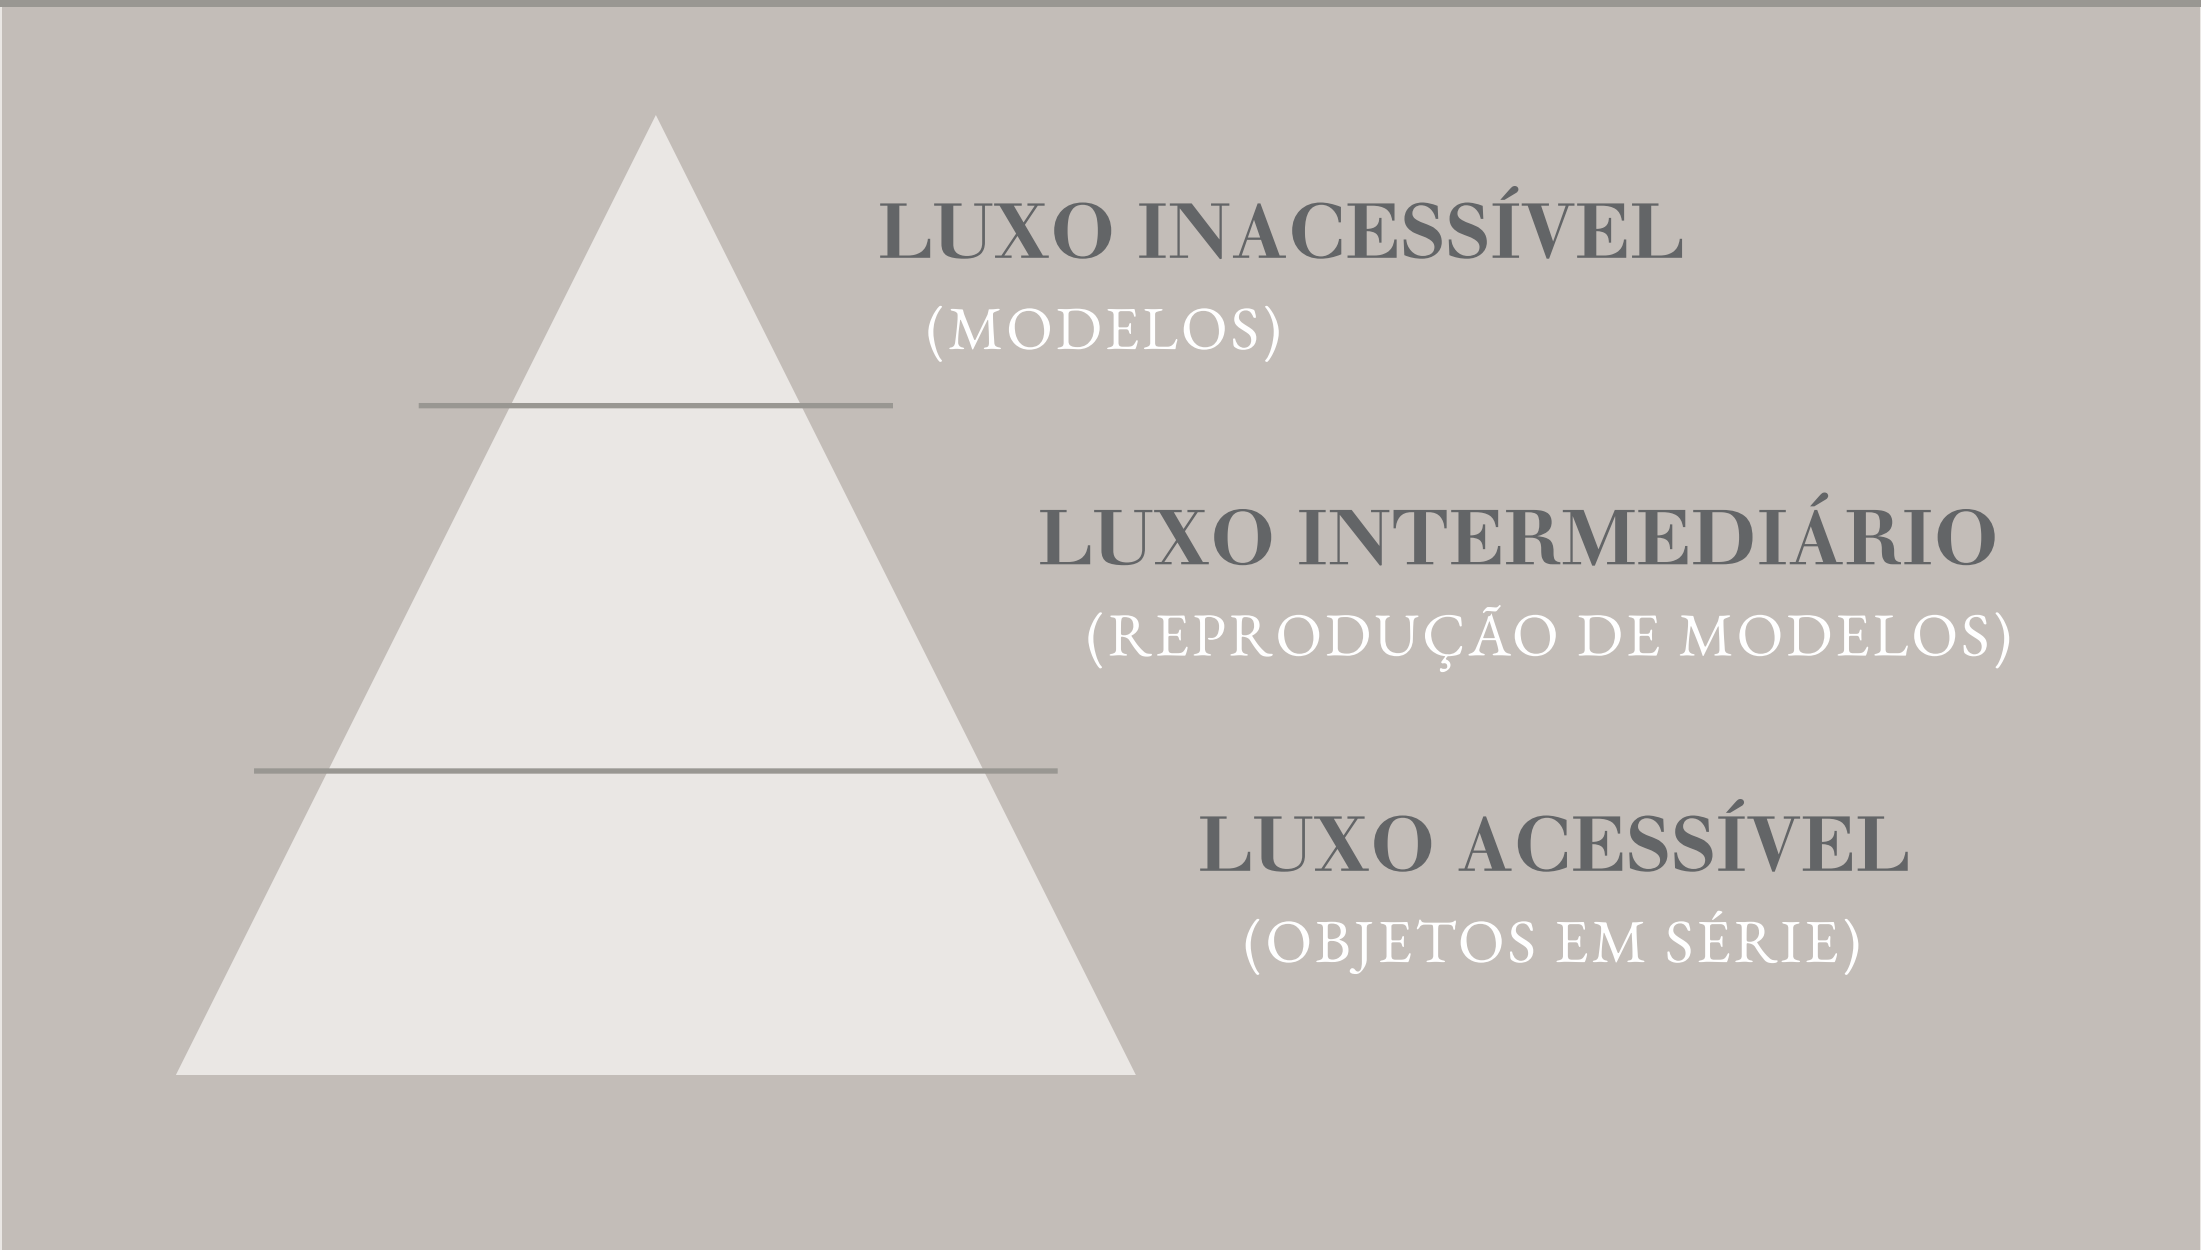 LUXO INACESSÍVEL
(MODELOS)
LUXO INTERMEDIÁRIO
(REPRODUÇÃO DE MODELOS)
LUXO ACESSÍVEL
(OBJETOS EM SÉRIE)